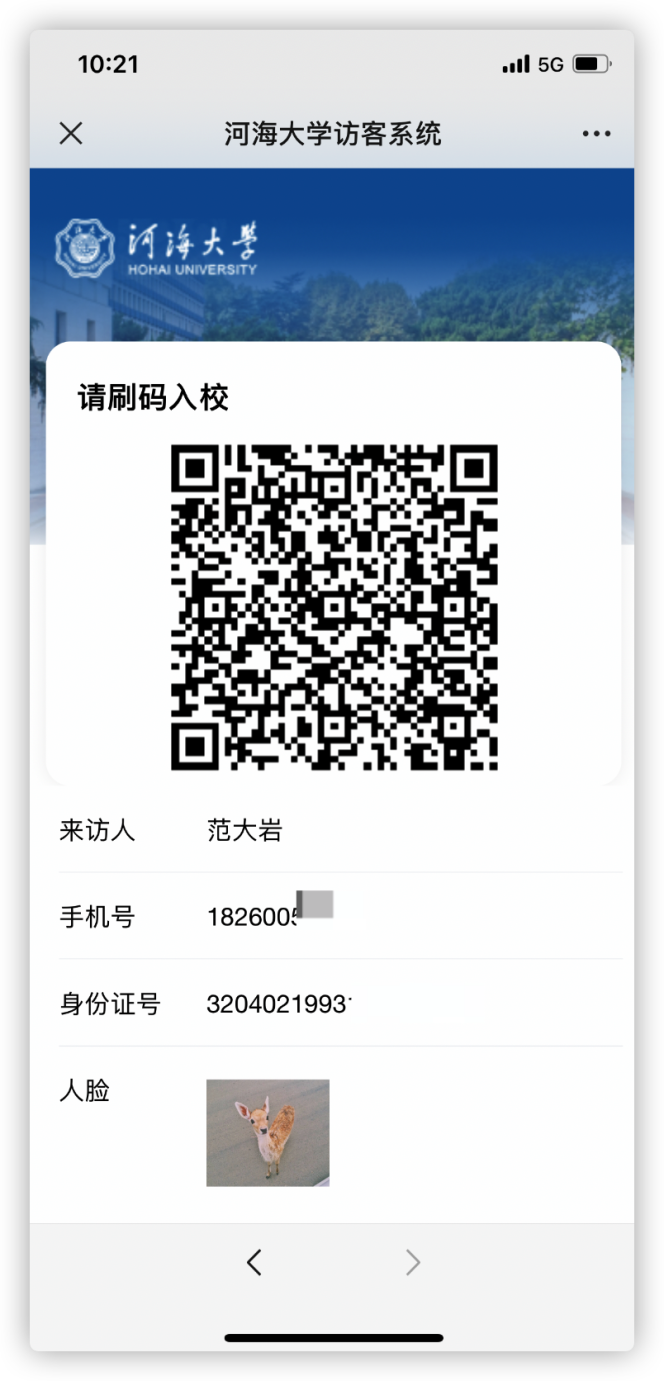 10:21
5G
河海大学访客系统
河海大學
HOHAI UNIVERSITY
请刷码入校
来访人 范大岩
手机号 182600
身份证号 3204021993
人脸